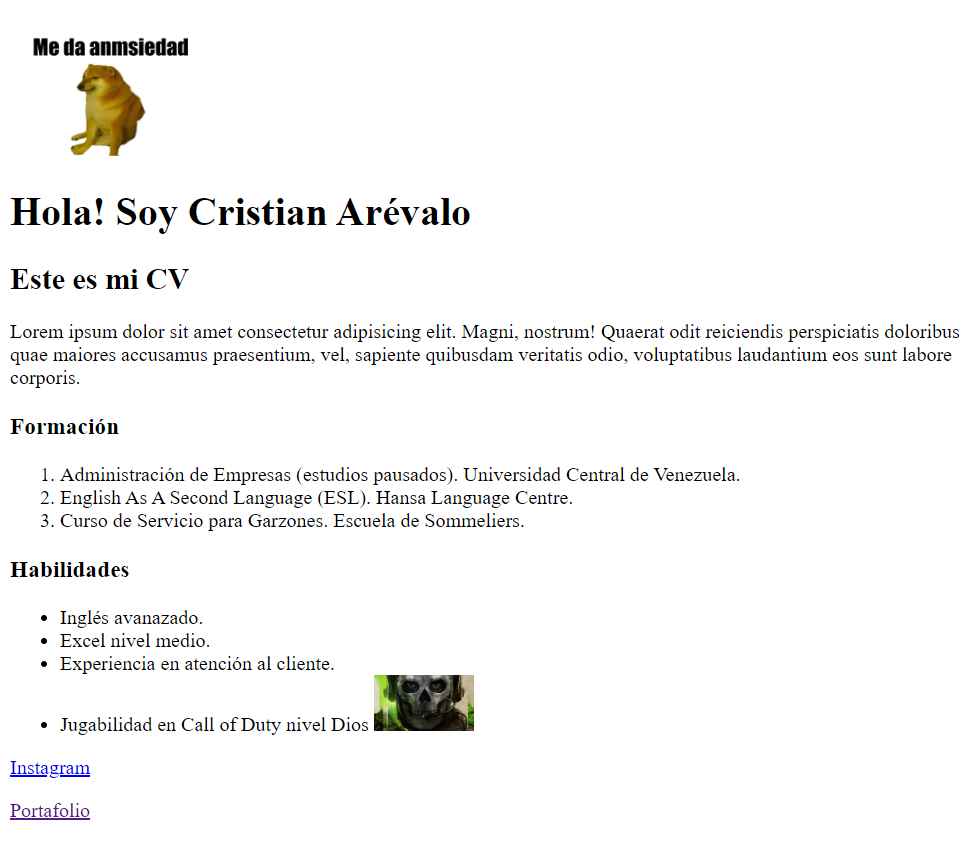 Me da anmsiedad
Hola! Soy Cristian Arévalo
Este es mi CV
Lorem ipsum dolor sit amet consectetur adipisicing elit. Magni, nostrum! Quaerat odit reiciendis perspiciatis doloribus
quae maiores accusamus praesentium, vel, sapiente quibusdam veritatis odio, voluptatibus laudantium eos sunt labore
corporis.
Formación
1. Administración de Empresas (estudios pausados). Universidad Central de Venezuela.
2. English As A Second Language (ESL). Hansa Language Centre.
3. Curso de Servicio para Garzones. Escuela de Sommeliers.
Habilidades
• Inglés avanazado.
• Excel nivel medio.
• Experiencia en atención al cliente.
• Jugabilidad en Call of Duty nivel Dios
Instagram
Portafolio